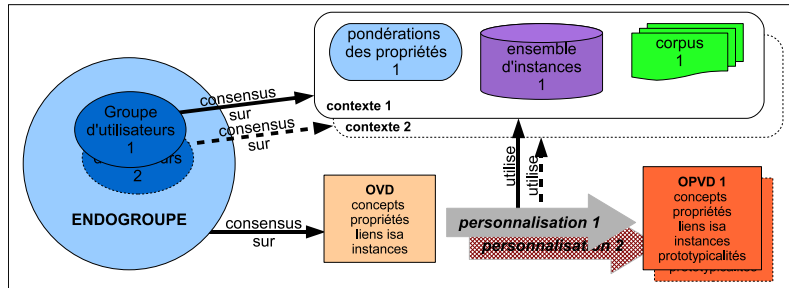 pondérations
des propriétés
1
ensemble
d'instances
1
corpus
1
contexte 1
contexte 2
consensus
sur
consensus
sur
Groupe
d'utilisateurs
1
2
ENDOGROUPE
consensus
sur
OVD
concepts
propriétés
liens isa
instances
utilise
utilise
personnalisation 1
personnalisation 2
OPVD 1
concepts
propriétés
liens isa
instances
prototypicalités
prototypicalités